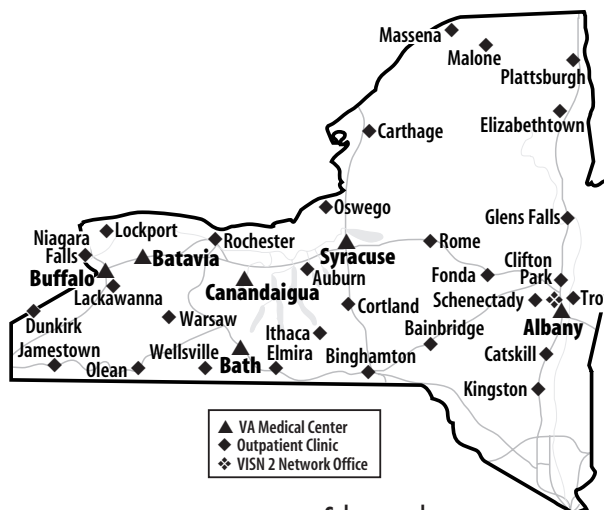 Massena
Malone
Plattsburgh
Elizabethtown
Carthage
Oswego
Glens Falls
Lockport
Niagara
Falls
Rochester
Syracuse
Rome
Batavia
Buffalo
Lackawanna
Canandaigua
Auburn
Fonda
Clifton
Park
Schenectady
Tro
Albany
Cortland
Dunkirk
Warsaw
Ithaca
Bainbridge
Jamestown
Olean
Wellsville
Bath
Elmira
Binghamton
Catskill
Kingston
VA Medical Center
Outpatient Clinic
VISN 2 Network Office